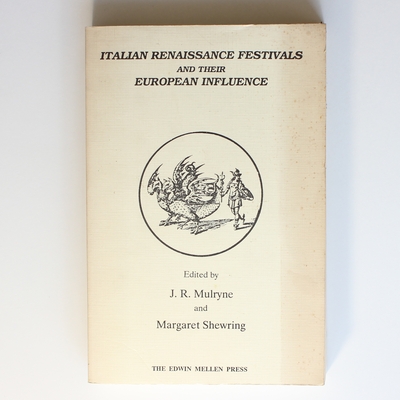 ITALIAN RENAISSANCE FESTIVALS
AND THEIR
EUROPEAN INFLUENCE
Edited by
J. R. Mulryne
and
Margaret Shewring
THE EDWIN MELLEN PRESS